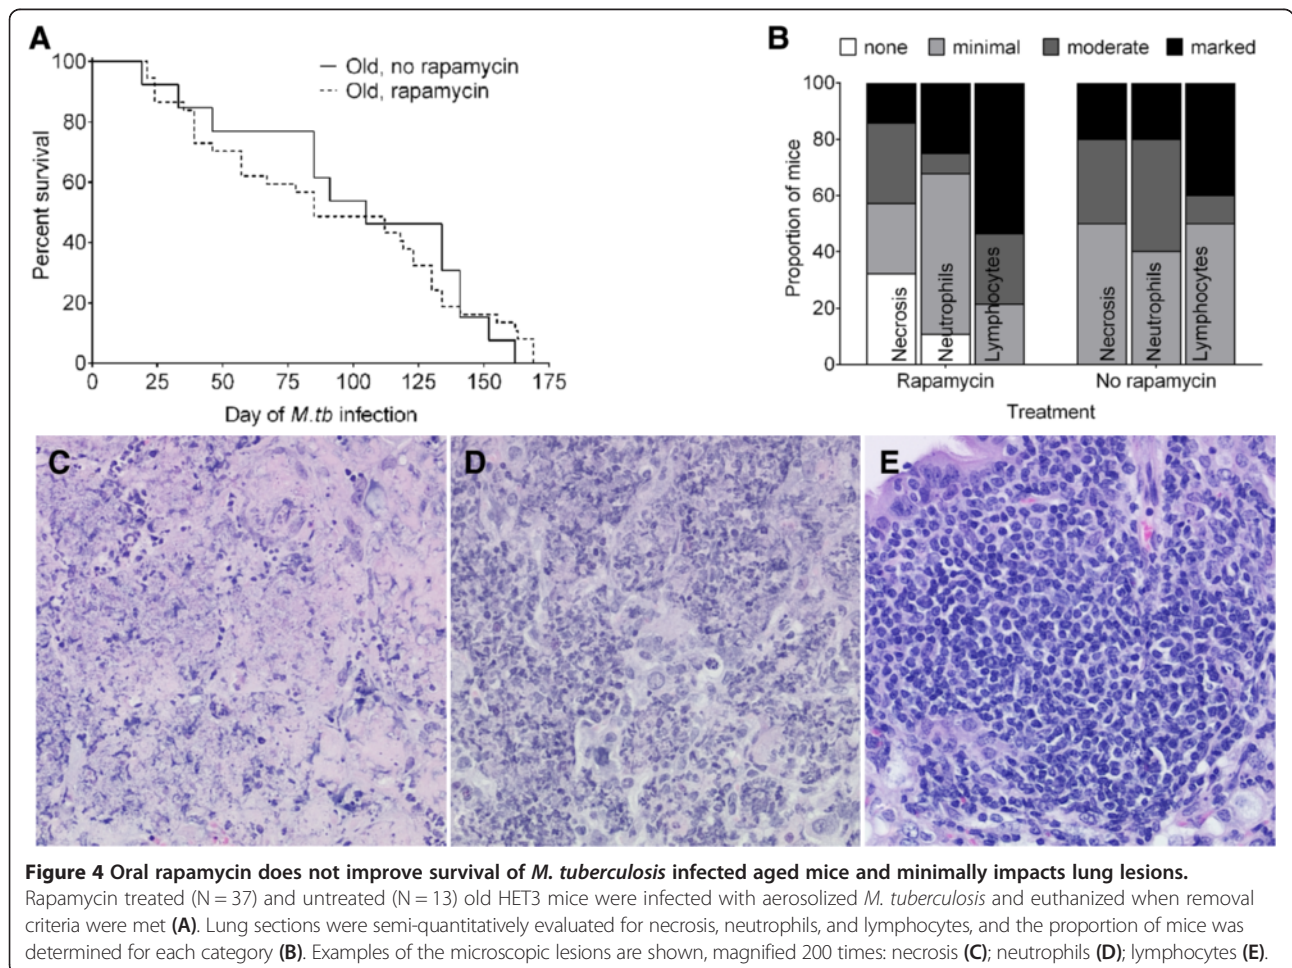 A
100
80
60
40
20
0
Percent survival
Old, no rapamycin
Old, rapamycin
0 25 50 75 100 125 150 175
Day of M.tb infection
B
none minimal moderate marked
100
80
60
40
20
0
Proportion of mice
Necrosis Neutrophils Lymphocytes Necrosis Neutrophils Lymphocytes
Rapamycin No rapamycin
Treatment
C D E
Figure 4 Oral rapamycin does not improve survival of M. tuberculosis infected aged mice and minimally impacts lung lesions.
Rapamycin treated (N = 37) and untreated (N = 13) old HET3 mice were infected with aerosolized M. tuberculosis and euthanized when removal
criteria were met (A). Lung sections were semi-quantitatively evaluated for necrosis, neutrophils, and lymphocytes, and the proportion of mice was
determined for each category (B). Examples of the microscopic lesions are shown, magnified 200 times: necrosis (C); neutrophils (D); lymphocytes (E).